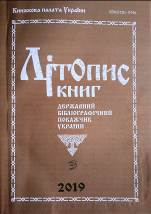 Книжкова палата України
Літопис
книг
ДЕРЖАВНИЙ
БІБЛІОГРАФІЧНИЙ
ПОКАЖЧИК
УКРАЇНИ
2019